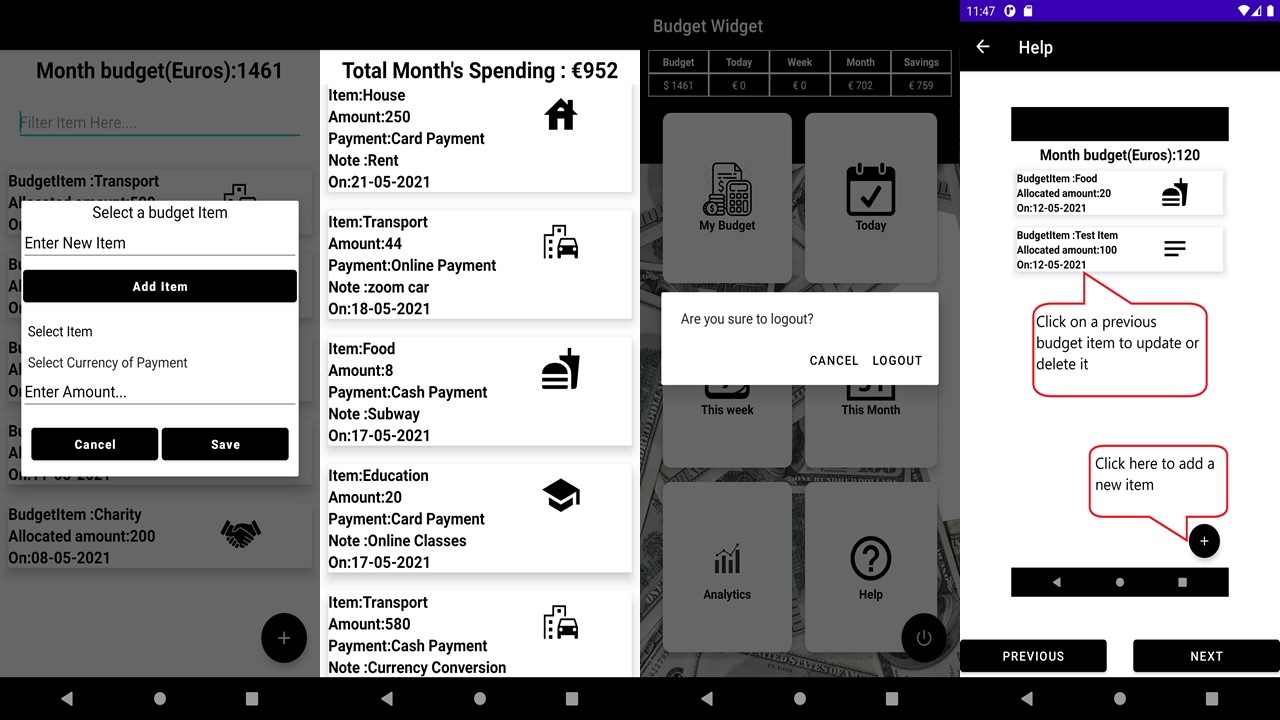 Month budget(Euros):1461
Filter Item Here....
BudgetItem :Transport
Select a budget Item
Enter New Item
Add Item
Select Item
Select Currency of Payment
Enter Amount...
Cancel
Save
BudgetItem :Charity
Allocated amount:200
On:08-05-2021
+
Total Month's Spending : €952
Item:House
Amount:250
Payment:Card Payment
Note :Rent
On:21-05-2021
Item:Transport
Amount:44
Payment:Online Payment
Note :zoom car
On:18-05-2021
Item:Food
Amount:8
Payment:Cash Payment
Note :Subway
On:17-05-2021
Item:Education
Amount:20
Payment:Card Payment
Note :Online Classes
On:17-05-2021
Item:Transport
Amount:580
Payment:Cash Payment
Note :Currency Conversion
Budget Widget
Budget Today Week Month Savings
$ 1461 € 0 € 0 € 702 € 759
My Budget
Today
Are you sure to logout?
CANCEL LOGOUT
This week
This Month
Analytics
Help
11:47
Help
Month budget(Euros):120
BudgetItem :Food
Allocated amount:20
On:12-05-2021
BudgetItem :Test Item
Allocated amount:100
On:12-05-2021
Click on a previous
budget item to update or
delete it
Click here to add a
new item
+
PREVIOUS
NEXT